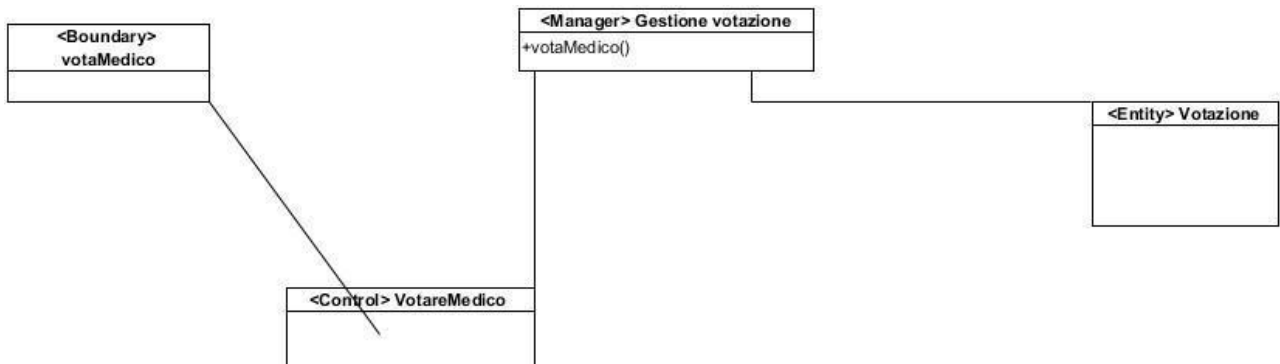 <Boundary>
votaMedico
<Manager> Gestione votazione
+votaMedico()
<Entity> Votazione
<Control> VotareMedico